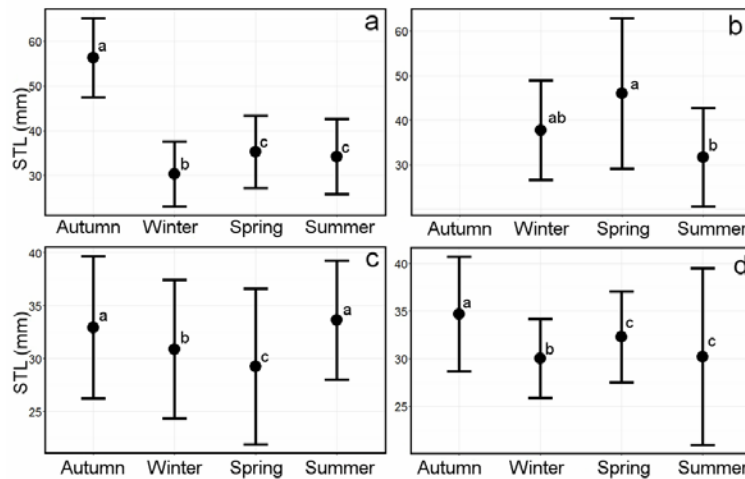 a
STL (mm)
60
50
40
30
a
b
c
c
Autumn Winter Spring Summer
b
60
50
40
30
ab
a
b
Autumn Winter Spring Summer
c
STL (mm)
40
35
30
25
a
b
c
a
Autumn Winter Spring Summer
d
40
35
30
25
a
b
c
c
Autumn Winter Spring Summer